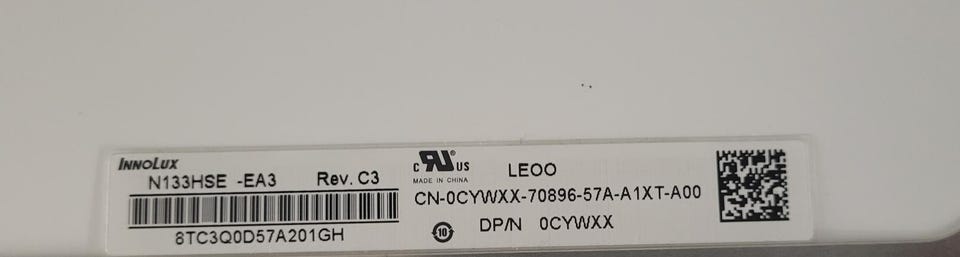 INNOLUX
N133HSE -EA3 Rev. C3
8TC3Q0D57A201GH
C RU® US
MADE IN CHINA
LEOO
CN-0CYWXX-70896-57A-A1XT-A00
10
DP/N 0CYWXX